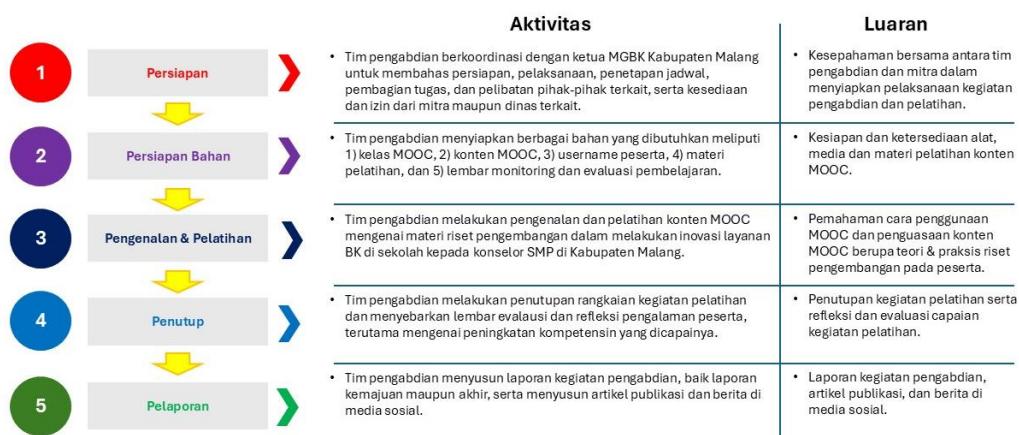 Aktivitas
Luaran
1
Persiapan
• Tim pengabdian berkoordinasi dengan ketua MGBK Kabupaten Malang
untuk membahas persiapan, pelaksanaan, penetapan jadwal,
pembagian tugas, dan pelibatan pihak-pihak terkait, serta kesediaan
dan izin dari mitra maupun dinas terkait.
• Kesepahaman bersama antara tim
pengabdian dan mitra dalam
menyiapkan pelaksanaan kegiatan
pengabdian dan pelatihan.
2
Persiapan Bahan
• Tim pengabdian menyiapkan berbagai bahan yang dibutuhkan meliputi
1) kelas MOOC, 2) konten MOOC, 3) username peserta, 4) materi
pelatihan, dan 5) lembar monitoring dan evaluasi pembelajaran.
• Kesiapan dan ketersediaan alat,
media dan materi pelatihan konten
MOOC.
3
Pengenalan & Pelatihan
• Tim pengabdian melakukan pengenalan dan pelatihan konten MOOC
mengenai materi riset pengembangan dalam melakukan inovasi layanan
BK di sekolah kepada konselor SMP di Kabupaten Malang.
• Pemahaman cara penggunaan
MOOC dan penguasaan konten
MOOC berupa teori & praksis riset
pengembangan pada peserta.
4
Penutup
• Tim pengabdian melakukan penutupan rangkaian kegiatan pelatihan
dan menyebarkan lembar evalausi dan refleksi pengalaman peserta,
terutama mengenai peningkatan kompetensin yang dicapainya.
• Penutupan kegiatan pelatihan serta
refleksi dan evaluasi capaian
kegiatan pelatihan.
5
Pelaporan
• Tim pengabdian menyusun laporan kegiatan pengabdian, baik laporan
kemajuan maupun akhir, serta menyusun artikel publikasi dan berita di
media sosial.
• Laporan kegiatan pengabdian,
artikel publikasi, dan berita di
media sosial.